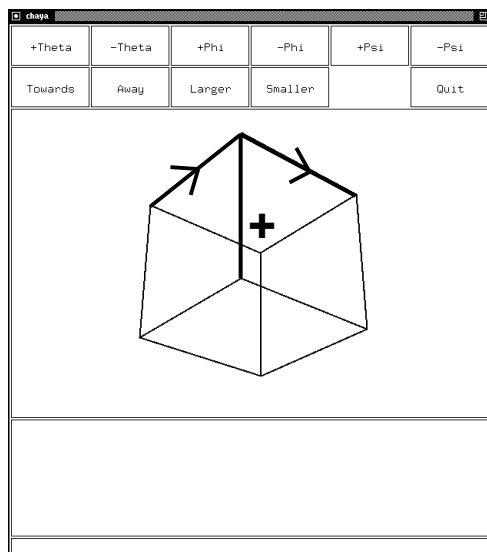 chaya
+Theta -Theta +Phi -Phi +Psi -Psi
Towards Away Larger Smaller Quit
+